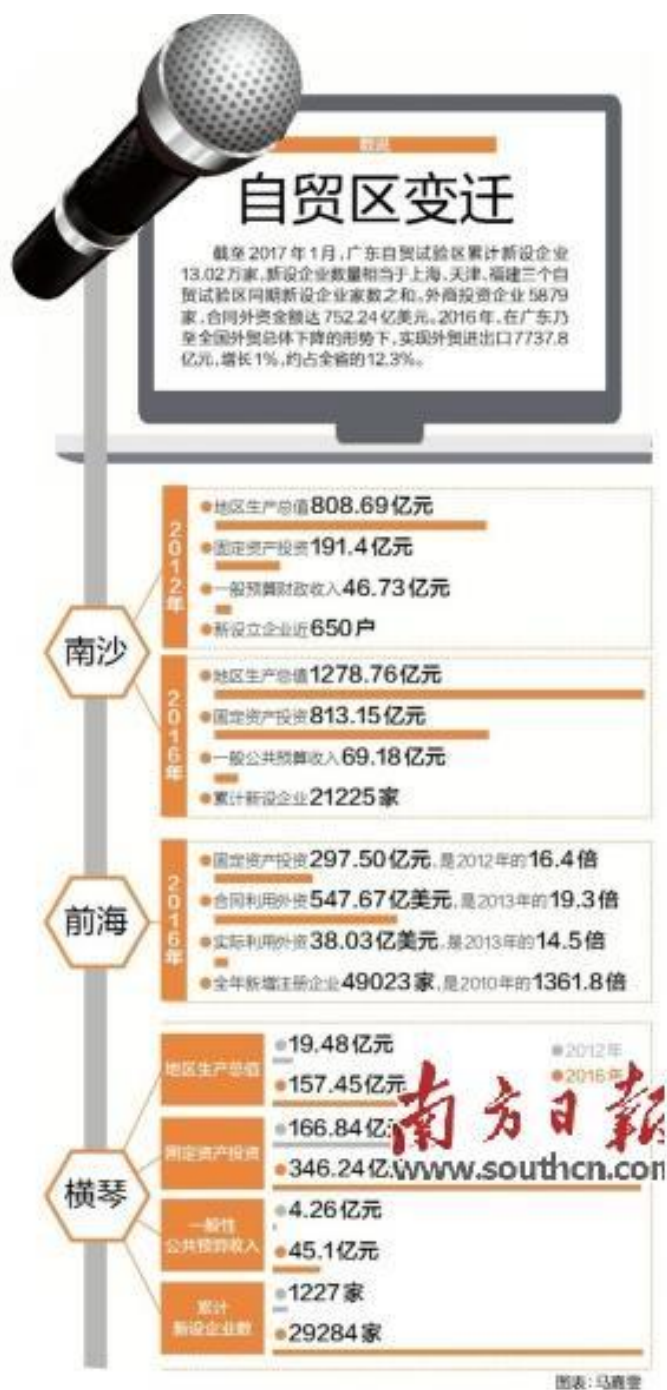 数说
自贸区变迁
截至2017年1月,广东自贸试验区累计新设企业
13.02万家,新设企业数量相当于上海、天津、福建三个自
贸试验区同期新设企业家数之和。外商投资企业5879
家,合同外资金额达752.24亿美元。2016年,在广东乃
至全国外贸总体下降的形势下,实现外贸进出口7737.8
亿元,增长1%,约占全省的12.3%。
南沙
2012年
地区生产总值808.69亿元
固定资产投资191.4亿元
一般预算财政收入46.73亿元
新设立企业近650户
2016年
地区生产总值1278.76亿元
固定资产投资813.15亿元
一般公共预算收入69.18亿元
累计新设企业21225家
前海
2016年
固定资产投资297.50亿元,是2012年的16.4倍
合同利用外资547.67亿美元,是2013年的19.3倍
实际利用外资38.03亿美元,是2013年的14.5倍
全年新增注册企业49023家,是2010年的1361.8倍
横琴
2012年
2016年
地区生产总值
19.48亿元
157.45亿元
固定资产投资
166.84亿元
346.24亿元
一般性
公共预算收入
4.26亿元
45.1亿元
累计
新设企业数
1227家
29284家
南方日报
www.southcn.com
图表:马嘉雯